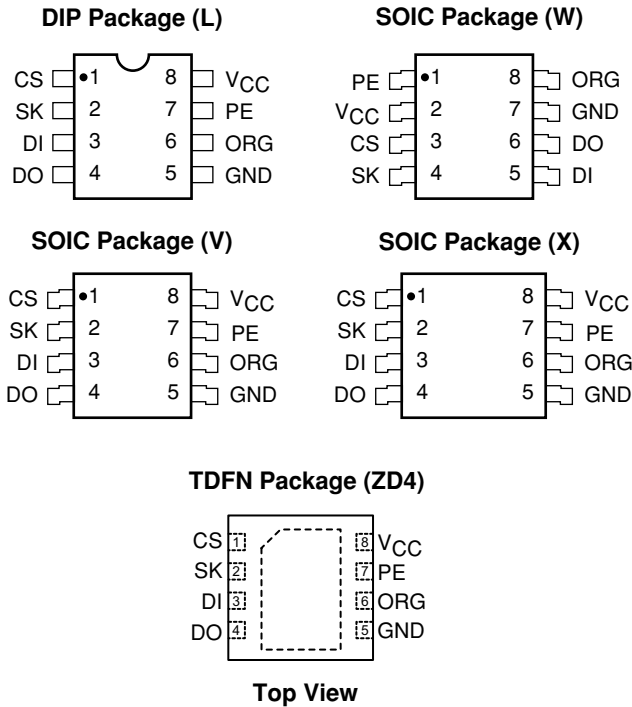 DIP Package (L)
CS 1 8 VCC
SK 2 7 PE
DI 3 6 ORG
DO 4 5 GND
SOIC Package (W)
PE 1 8 ORG
VCC 2 7 GND
CS 3 6 DO
SK 4 5 DI
SOIC Package (V)
CS 1 8 VCC
SK 2 7 PE
DI 3 6 ORG
DO 4 5 GND
SOIC Package (X)
CS 1 8 VCC
SK 2 7 PE
DI 3 6 ORG
DO 4 5 GND
TDFN Package (ZD4)
CS 1 8 VCC
SK 2 7 PE
DI 3 6 ORG
DO 4 5 GND
Top View